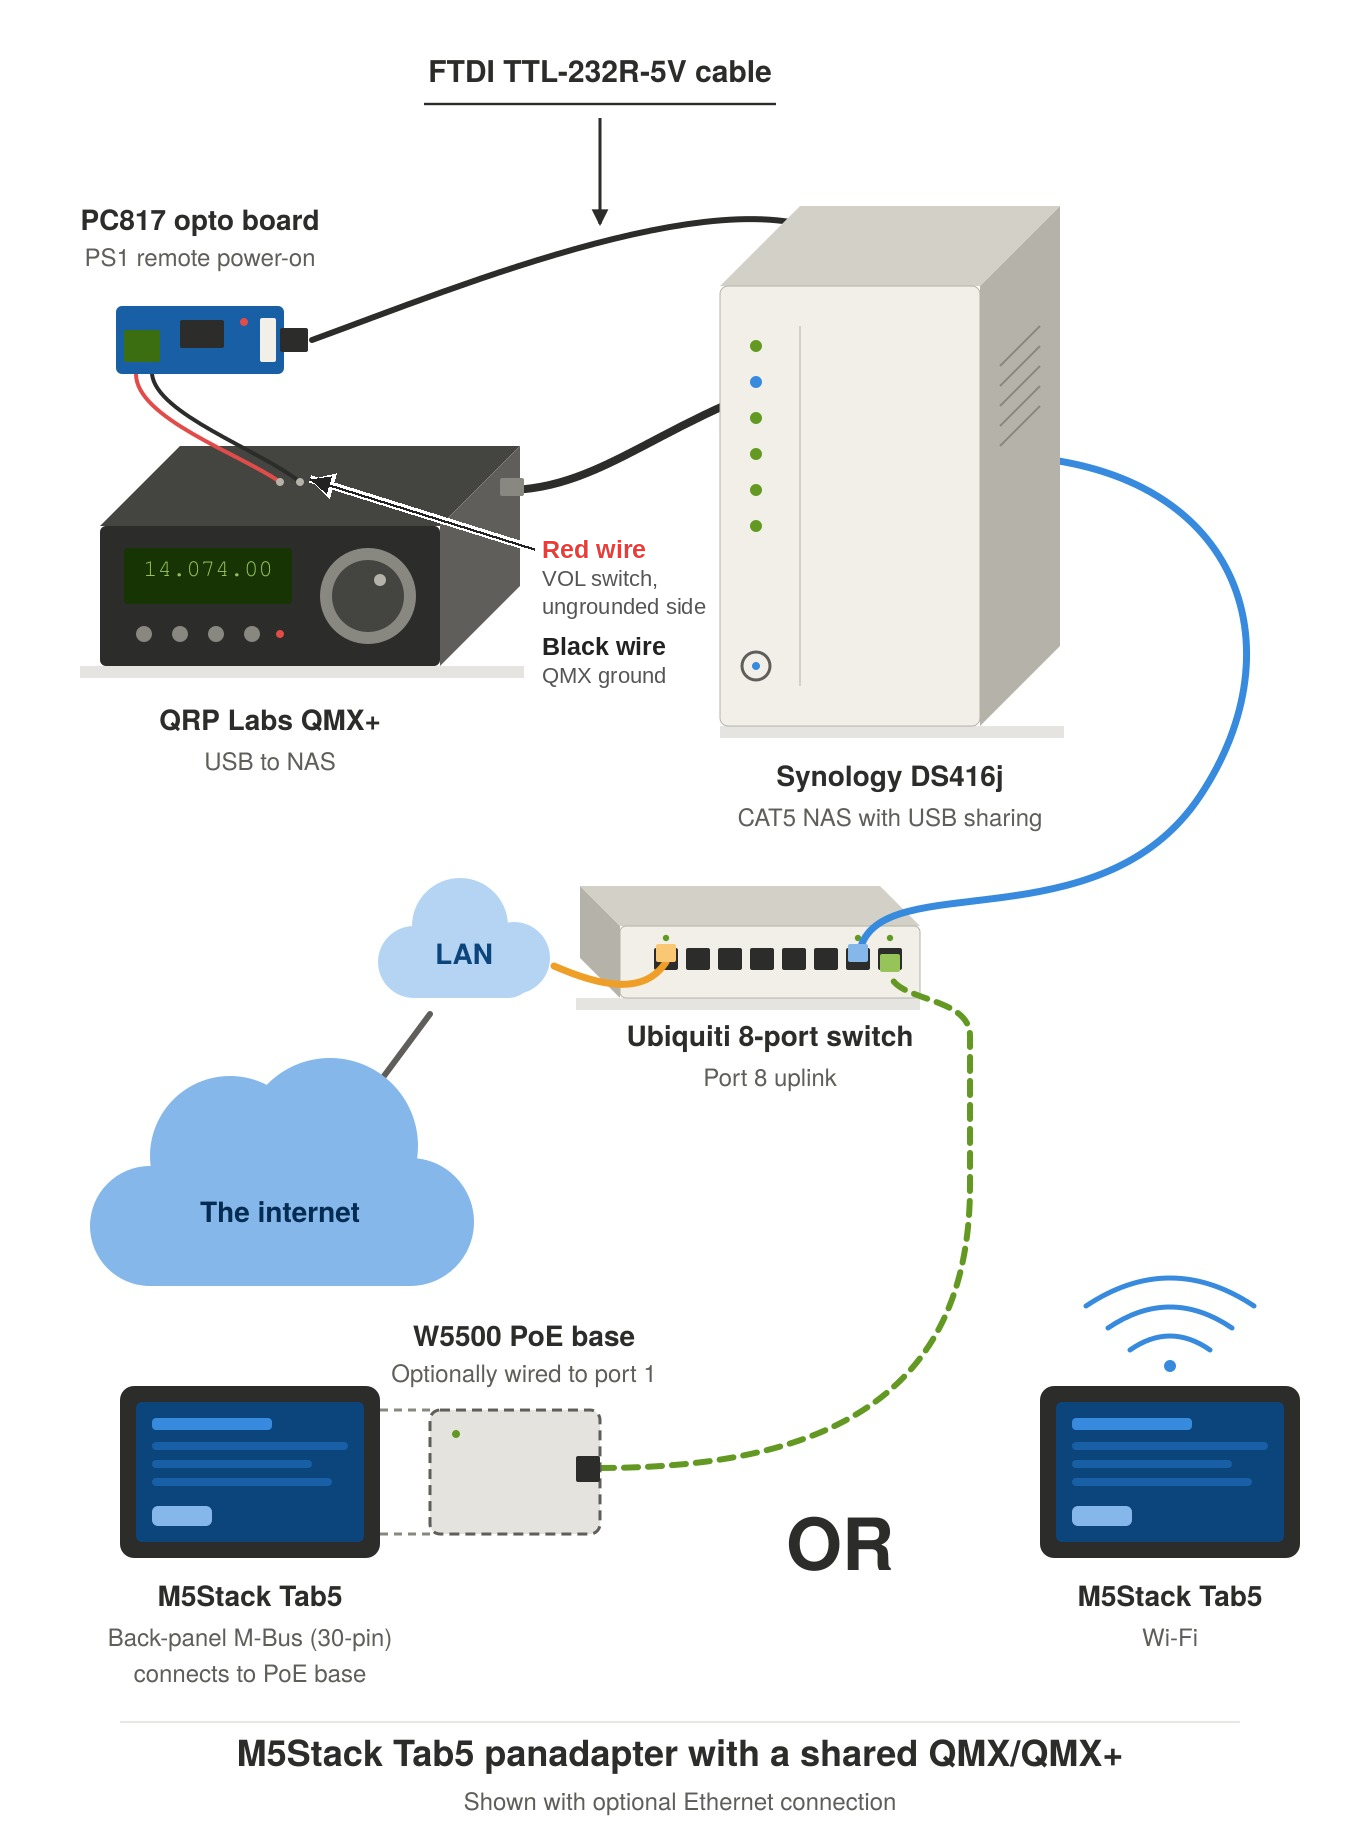 FTDI TTL-232R-5V cable
PC817 opto board
PS1 remote power-on
14.074.00
Red wire
VOL switch,
ungrounded side
Black wire
QMX ground
QRP Labs QMX+
USB to NAS
Synology DS416j
CAT5 NAS with USB sharing
LAN
Ubiquiti 8-port switch
Port 8 uplink
The internet
W5500 PoE base
Optionally wired to port 1
OR
M5Stack Tab5
Back-panel M-Bus (30-pin)
connects to PoE base
M5Stack Tab5
Wi-Fi
M5Stack Tab5 panadapter with a shared QMX/QMX+
Shown with optional Ethernet connection